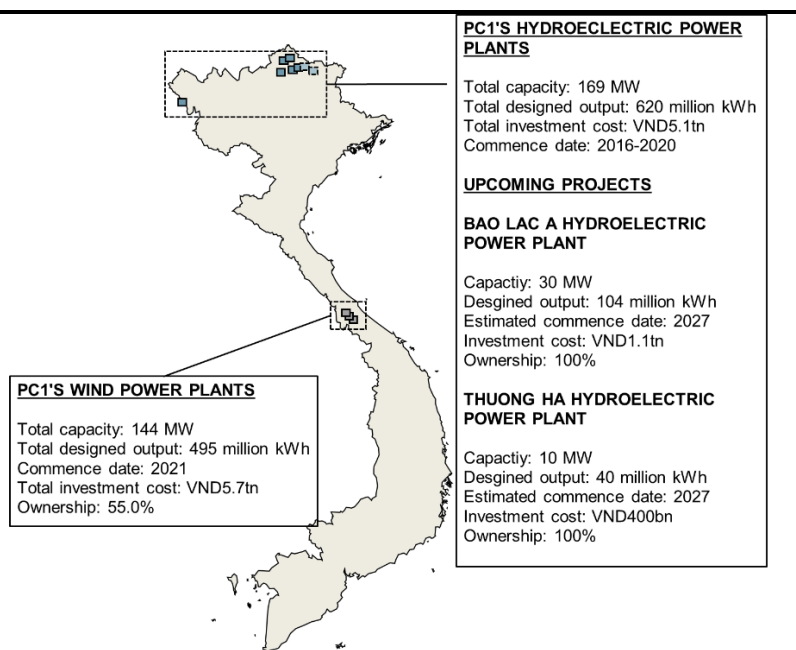 PC1'S HYDROECLECTRIC POWER
PLANTS
Total capacity: 169 MW
Total designed output: 620 million kWh
Total investment cost: VND5.1tn
Commence date: 2016-2020
UPCOMING PROJECTS
BAO LAC A HYDROELECTRIC
POWER PLANT
Capactiy: 30 MW
Desgined output: 104 million kWh
Estimated commence date: 2027
Investment cost: VND1.1tn
Ownership: 100%
THUONG HA HYDROELECTRIC
POWER PLANT
Capactiy: 10 MW
Desgined output: 40 million kWh
Estimated commence date: 2027
Investment cost: VND400bn
Ownership: 100%
PC1'S WIND POWER PLANTS
Total capacity: 144 MW
Total designed output: 495 million kWh
Commence date: 2021
Total investment cost: VND5.7tn
Ownership: 55.0%